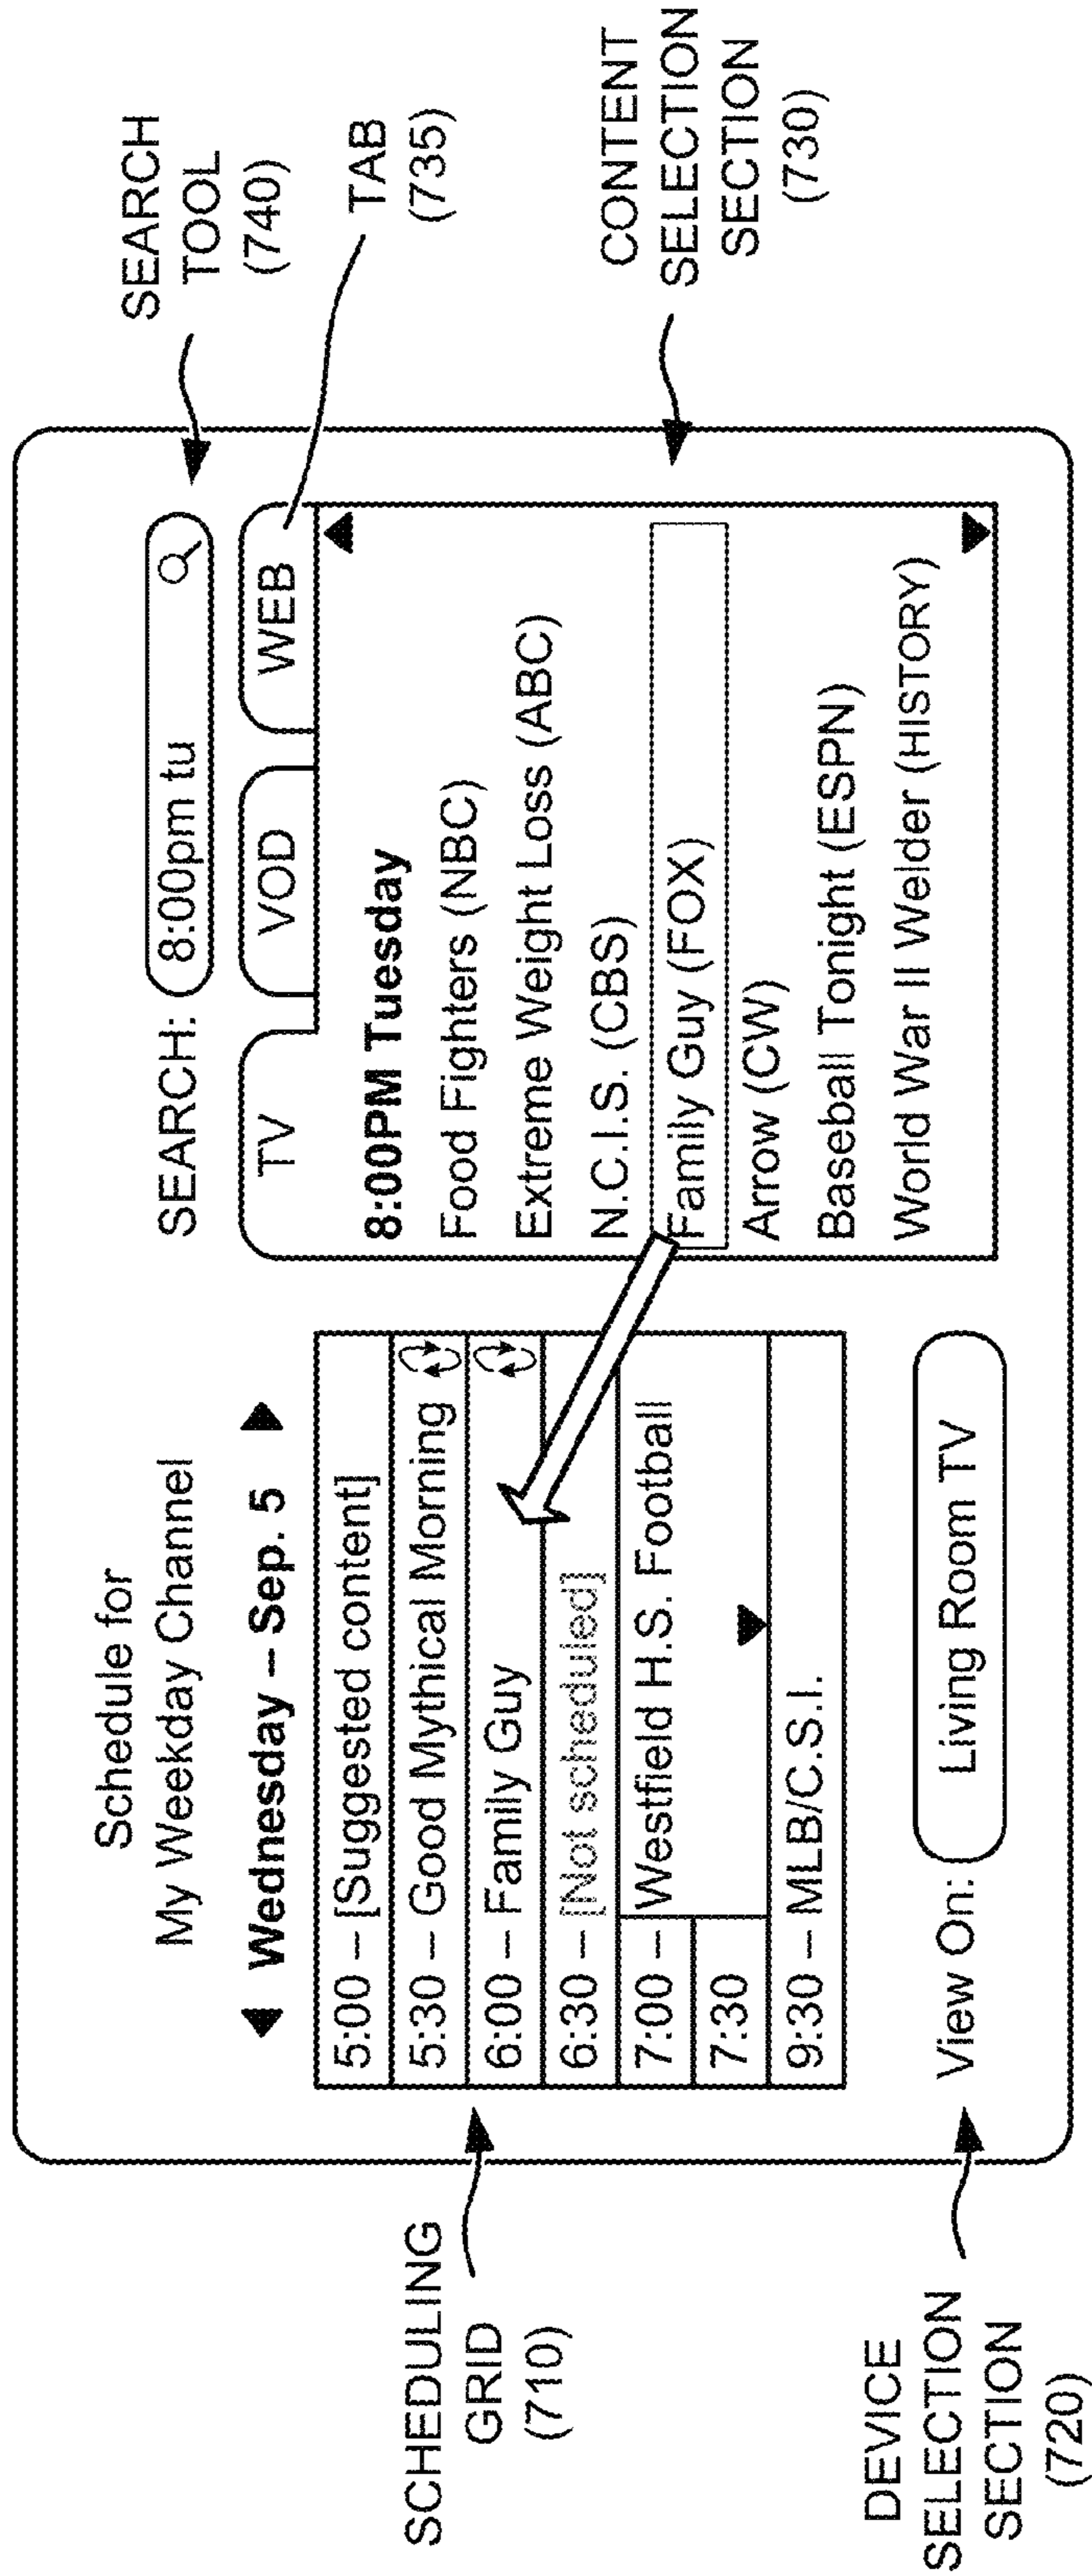 Schedule for
My Weekday Channel
Wednesday – Sep. 5
5:00 – [Suggested content]
5:30 – Good Mythical Morning
6:00 – Family Guy
6:30 – [Not scheduled]
7:00 – Westfield H.S. Football
7:30
9:30 – MLB/C.S.I.
View On: Living Room TV
SEARCH: 8:00pm tu
TV VOD WEB
8:00PM Tuesday
Food Fighters (NBC)
Extreme Weight Loss (ABC)
N.C.I.S. (CBS)
Family Guy (FOX)
Arrow (CW)
Baseball Tonight (ESPN)
World War II Welder (HISTORY)
SCHEDULING
GRID
(710)
DEVICE
SELECTION
SECTION
(720)
SEARCH
TOOL
(740)
TAB
(735)
CONTENT
SELECTION
SECTION
(730)